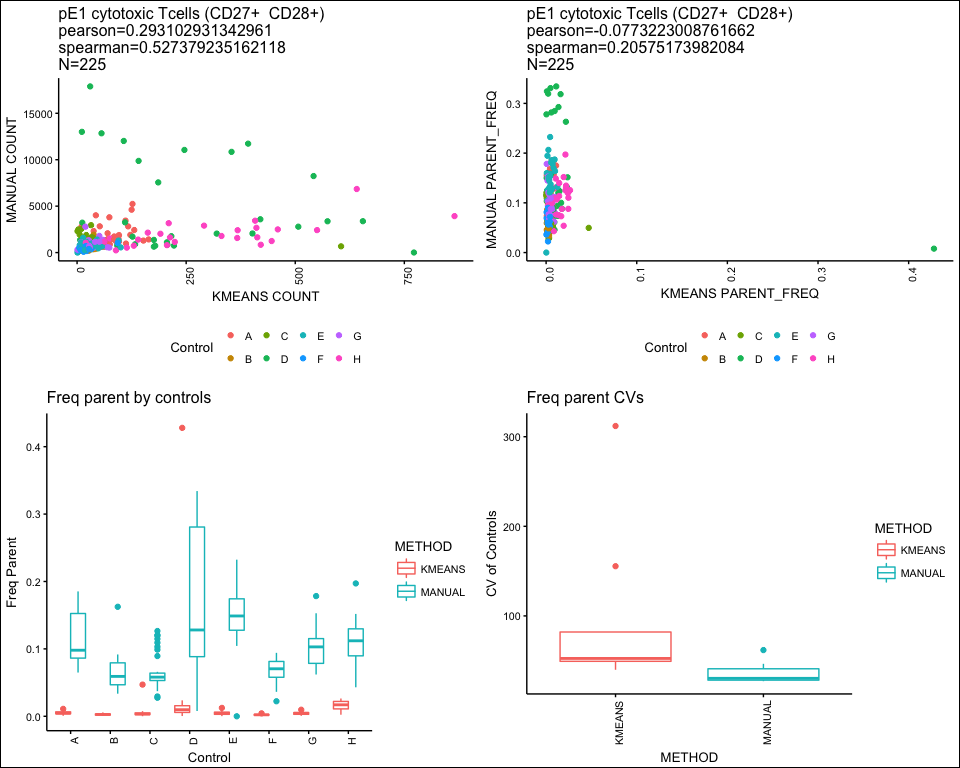 pE1 cytotoxic Tcells (CD27+  CD28+)
pearson=0.293102931342961
spearman=0.527379235162118
N=225
MANUAL COUNT
15000
10000
5000
0
0
250
500
750
KMEANS COUNT
Control
A
C
E
G
B
D
F
H
pE1 cytotoxic Tcells (CD27+  CD28+)
pearson=-0.0773223008761662
spearman=0.20575173982084
N=225
MANUAL PARENT_FREQ
0.3
0.2
0.1
0.0
0.0
0.1
0.2
0.3
0.4
KMEANS PARENT_FREQ
Control
A
C
E
G
B
D
F
H
Freq parent by controls
Freq Parent
0.4
0.3
0.2
0.1
0.0
A
B
C
D
E
F
G
H
Control
METHOD
KMEANS
MANUAL
Freq parent CVs
CV of Controls
300
200
100
KMEANS
MANUAL
METHOD
METHOD
KMEANS
MANUAL